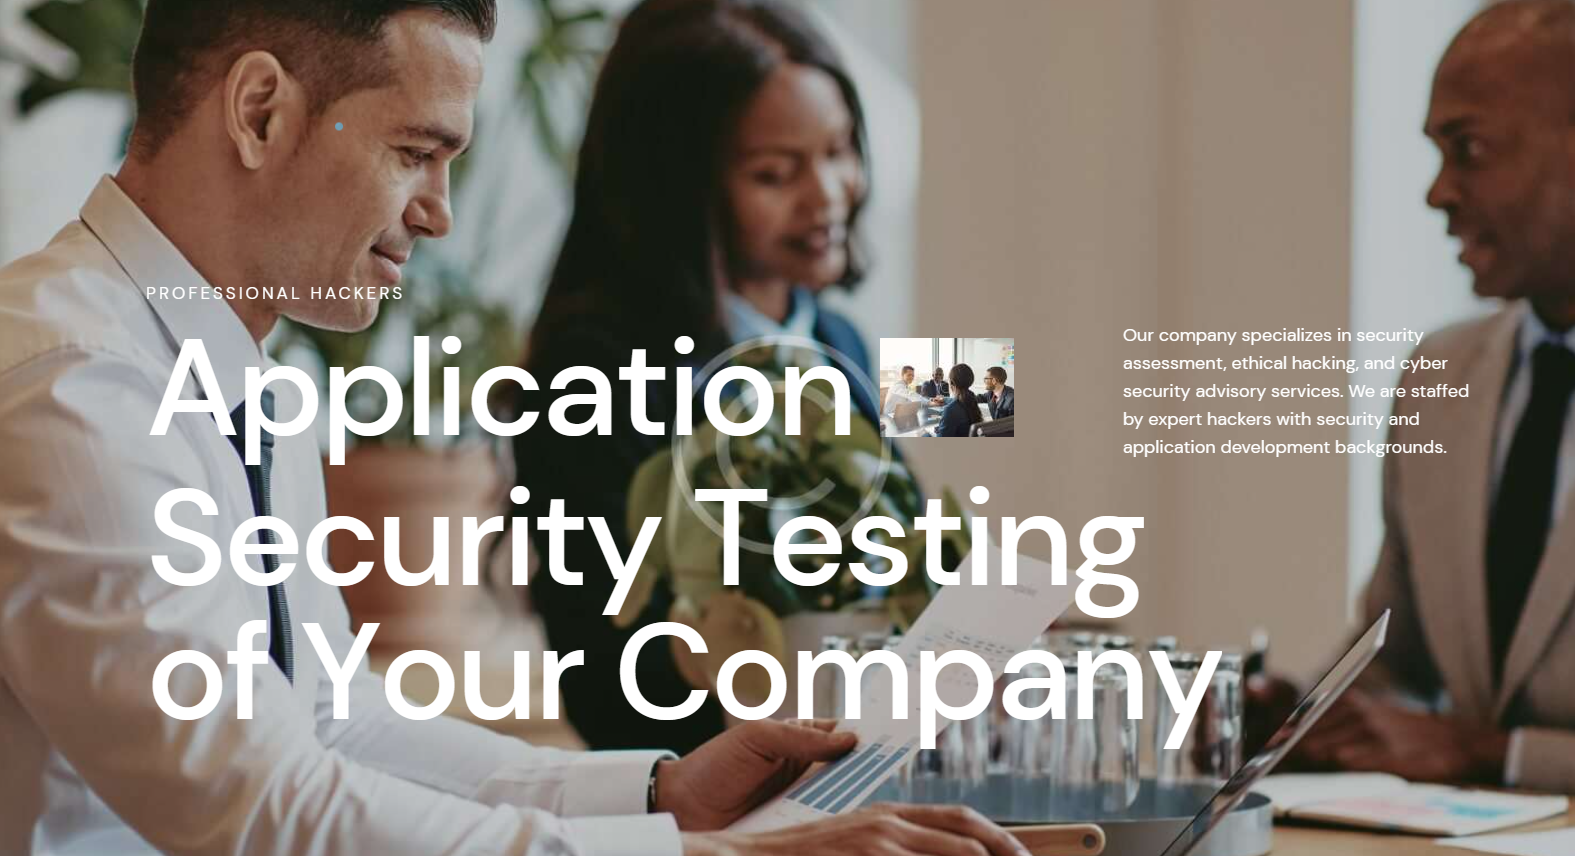 PROFESSIONAL HACKERS
Application
Security Testing
of Your Company
Our company specializes in security
assessment, ethical hacking, and cyber
security advisory services. We are staffed
by expert hackers with security and
application development backgrounds.